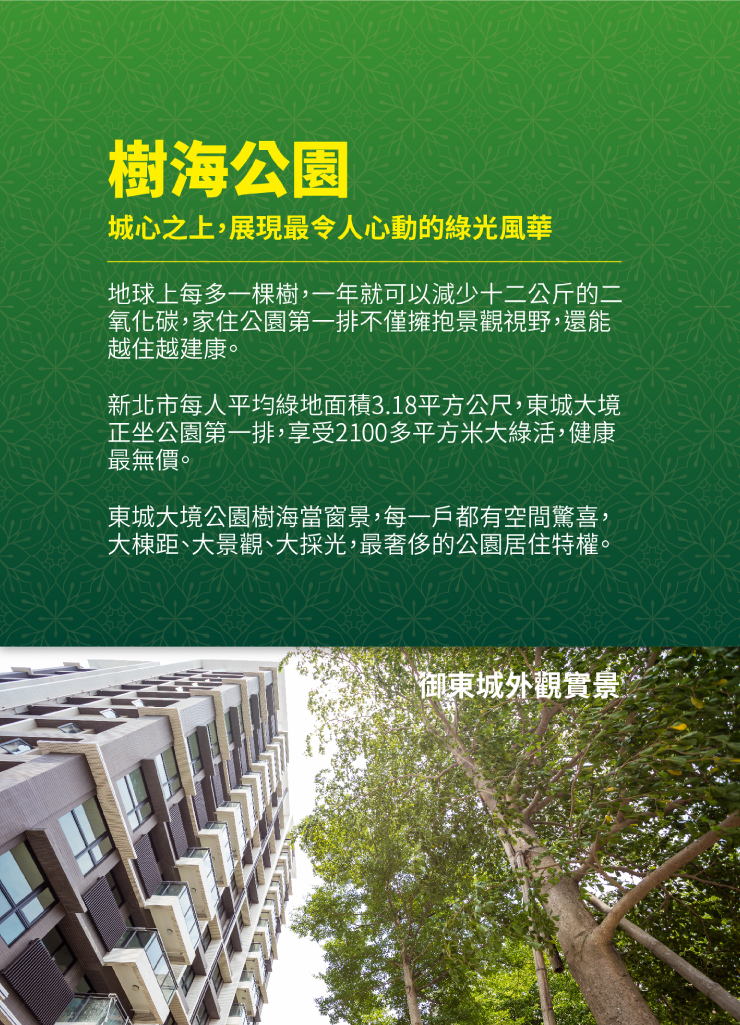 樹海公園
城心之上，展現最令人心動的綠光風華
地球上每多一棵樹，一年就可以減少十二公斤的二
氧化碳，家住公園第一排不僅擁抱景觀視野，還能
越住越建康。
新北市每人平均綠地面積3.18平方公尺，東城大境
正坐公園第一排，享受2100多平方米大綠活，健康
最無價。
東城大境公園樹海當窗景，每一戶都有空間驚喜，
大棟距、大景觀、大採光，最奢侈的公園居住特權。
御東城外觀實景